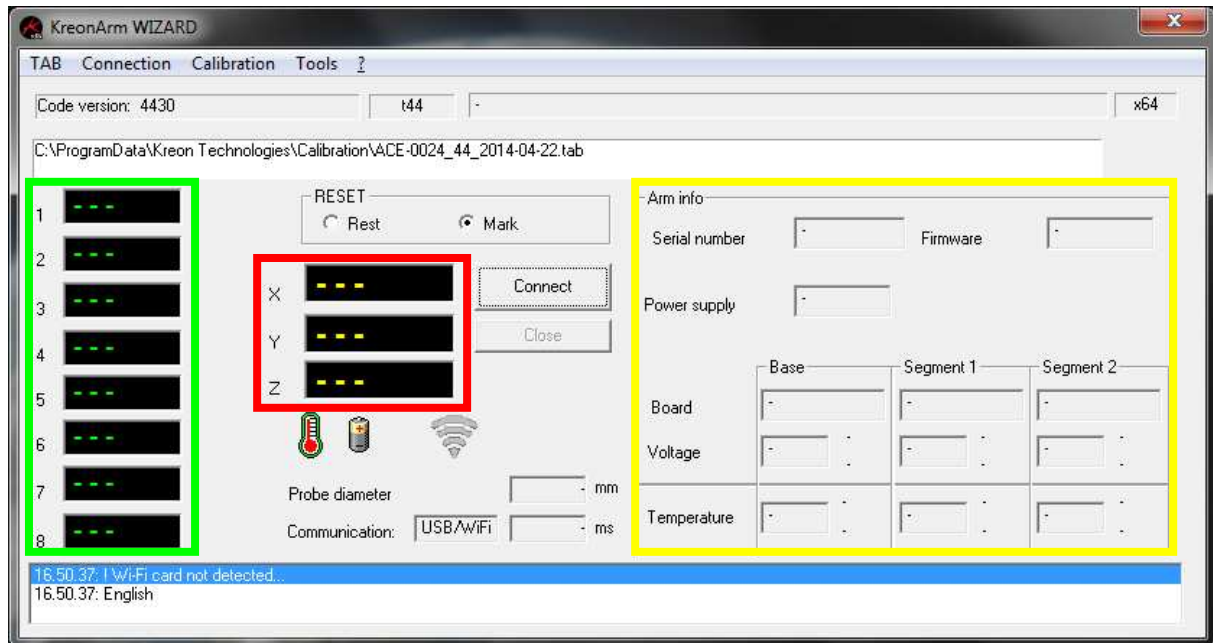 KreonArm WIZARD
TAB Connection Calibration Tools ?
Code version: 4430 t44 - x64
C:\ProgramData\Kreon Technologies\Calibration\ACE-0024_44_2014-04-22.tab
1 ---
2 ---
3 ---
4 ---
5 ---
6 ---
7 ---
8 ---
RESET
Rest Mark
X ---
Y ---
Z ---
Connect
Close
Probe diameter - mm
Communication: USB/WiFi - ms
Arm info
Serial number - Firmware -
Power supply -
Base Segment 1 Segment 2
Board - - -
Voltage - - - - - -
Temperature - - - - - -
16.50.37: ! Wi-Fi card not detected...
16.50.37: English